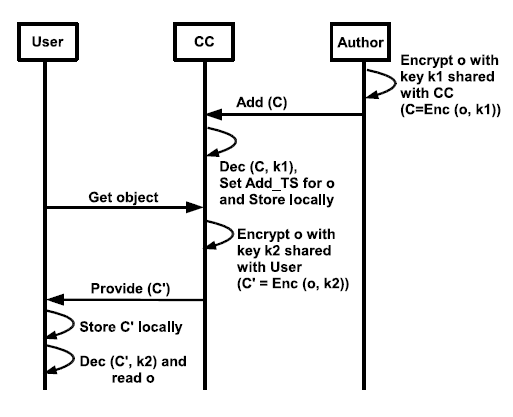 User
CC
Author
Encrypt o with
key k1 shared
with CC
(C=Enc (o, k1))
Add (C)
Dec (C, k1),
Set Add_TS for o
and Store locally
Get object
Encrypt o with
key k2 shared
with User
(C' = Enc (o, k2))
Provide (C')
Store C' locally
Dec (C', k2) and
read o